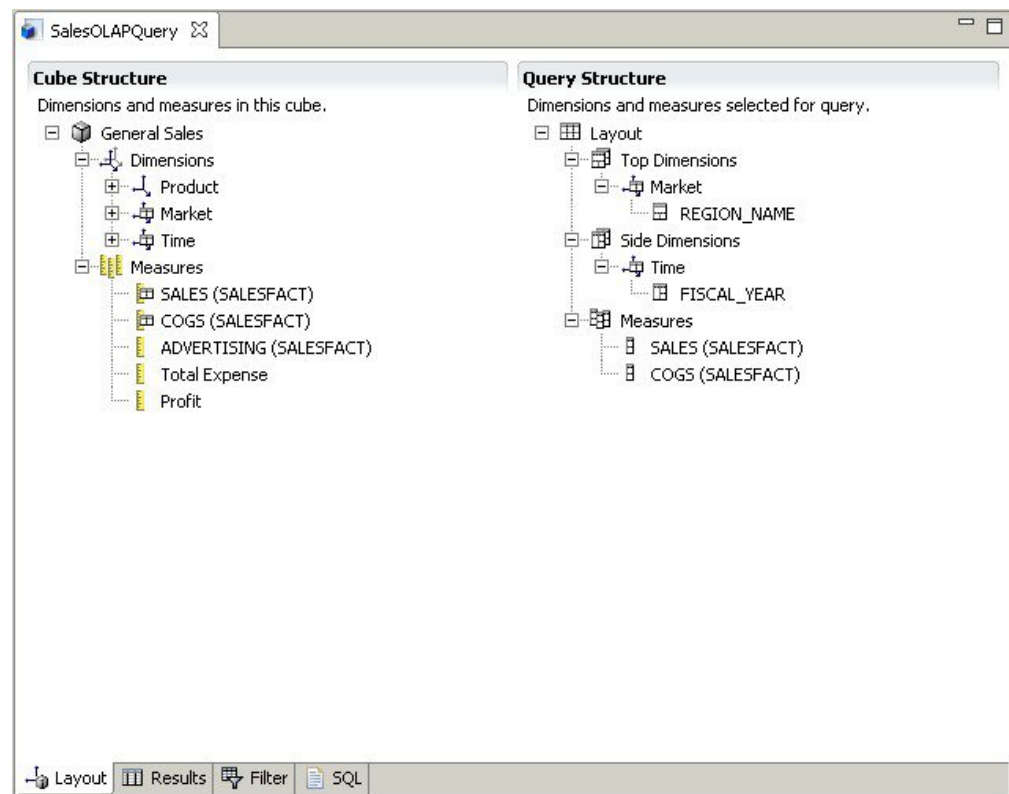 SalesOLAPQuery
Cube Structure
Dimensions and measures in this cube.
General Sales
Dimensions
Product
Market
Time
Measures
SALES (SALESFACT)
COGS (SALESFACT)
ADVERTISING (SALESFACT)
Total Expense
Profit
Query Structure
Dimensions and measures selected for query.
Layout
Top Dimensions
Market
REGION_NAME
Side Dimensions
Time
FISCAL_YEAR
Measures
SALES (SALESFACT)
COGS (SALESFACT)
Layout Results Filter SQL